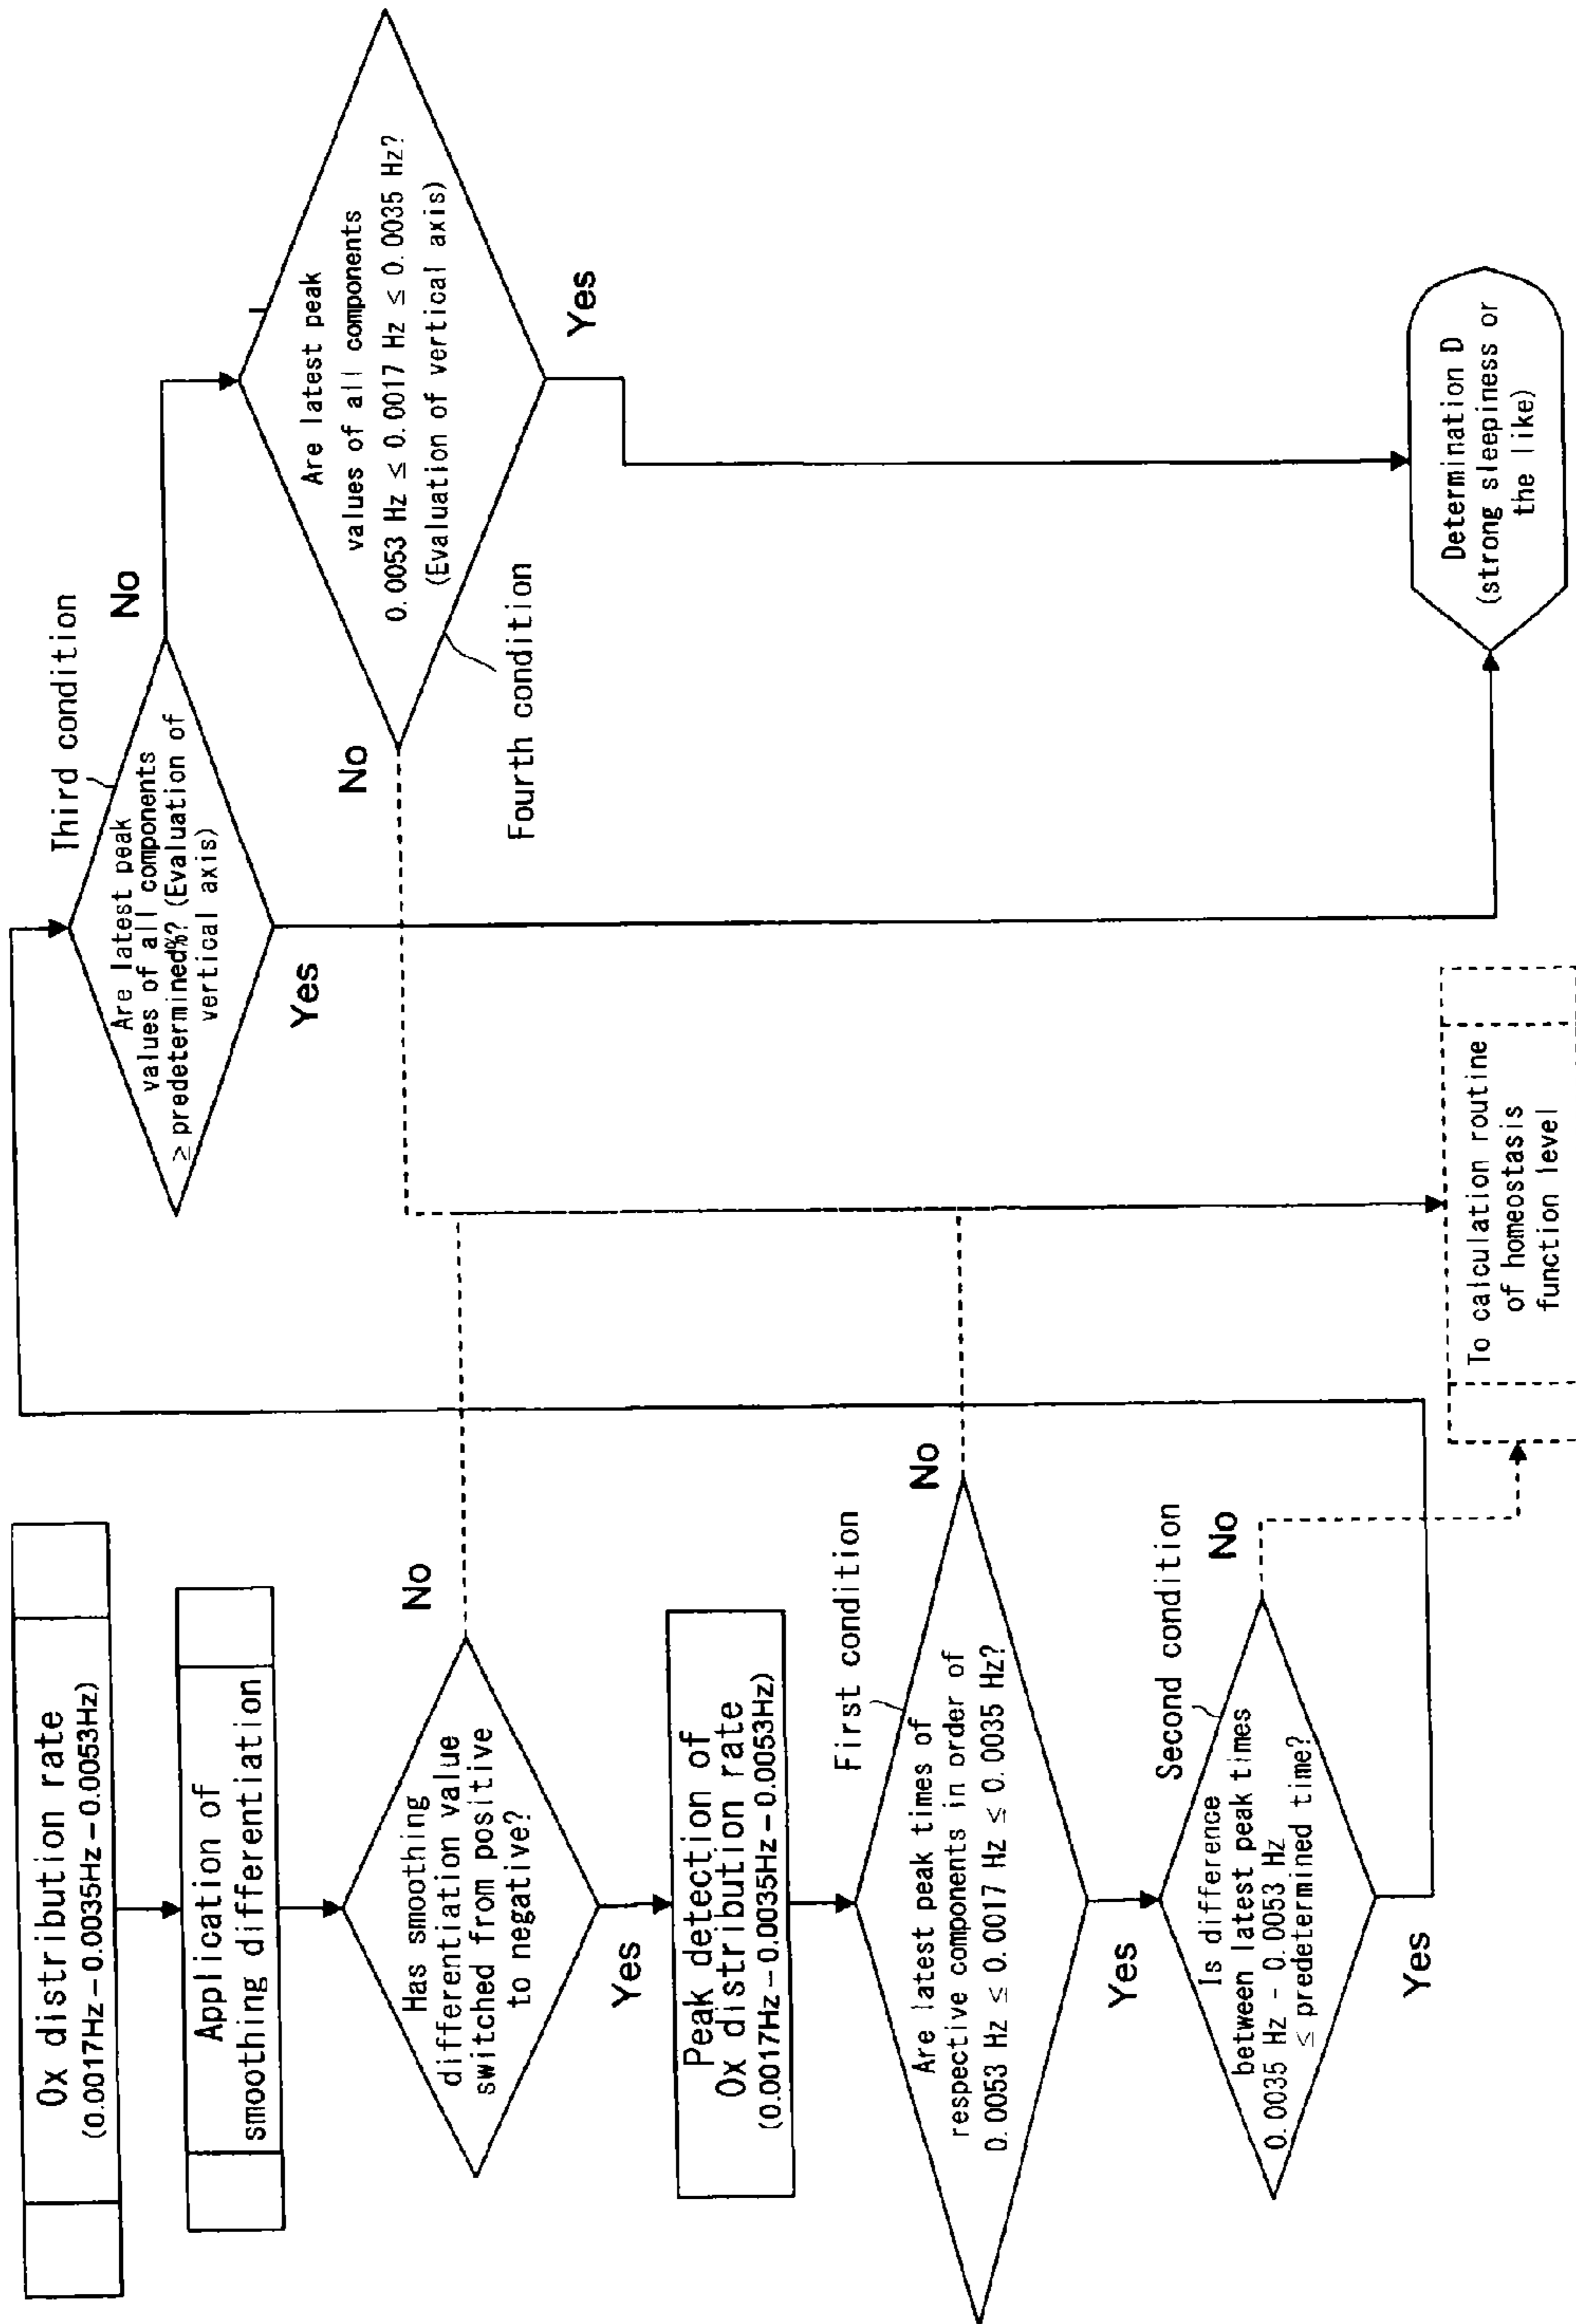 Ox distribution rate
(0.0017Hz－0.0035Hz－0.0053Hz)
Application of
smoothing differentiation
Has smoothing
differentiation value
switched from positive
to negative?
No
Yes
Peak detection of
Ox distribution rate
(0.0017Hz－0.0035Hz－0.0053Hz)
First condition
Are latest peak times of
respective components in order of
0.0053 Hz ≤ 0.0017 Hz ≤ 0.0035 Hz?
No
Yes
Second condition
Is difference
between latest peak times
0.0035 Hz - 0.0053 Hz
≤ predetermined time?
No
Yes
Third condition
Are latest peak
values of all components
≥ predetermined%? (Evaluation of
vertical axis)
No
Yes
Are latest peak
values of all components
0.0053 Hz ≤ 0.0017 Hz ≤ 0.0035 Hz?
(Evaluation of vertical axis)
No
Yes
Fourth condition
To calculation routine
of homeostasis
function level
Determination D
(strong sleepiness or
the like)